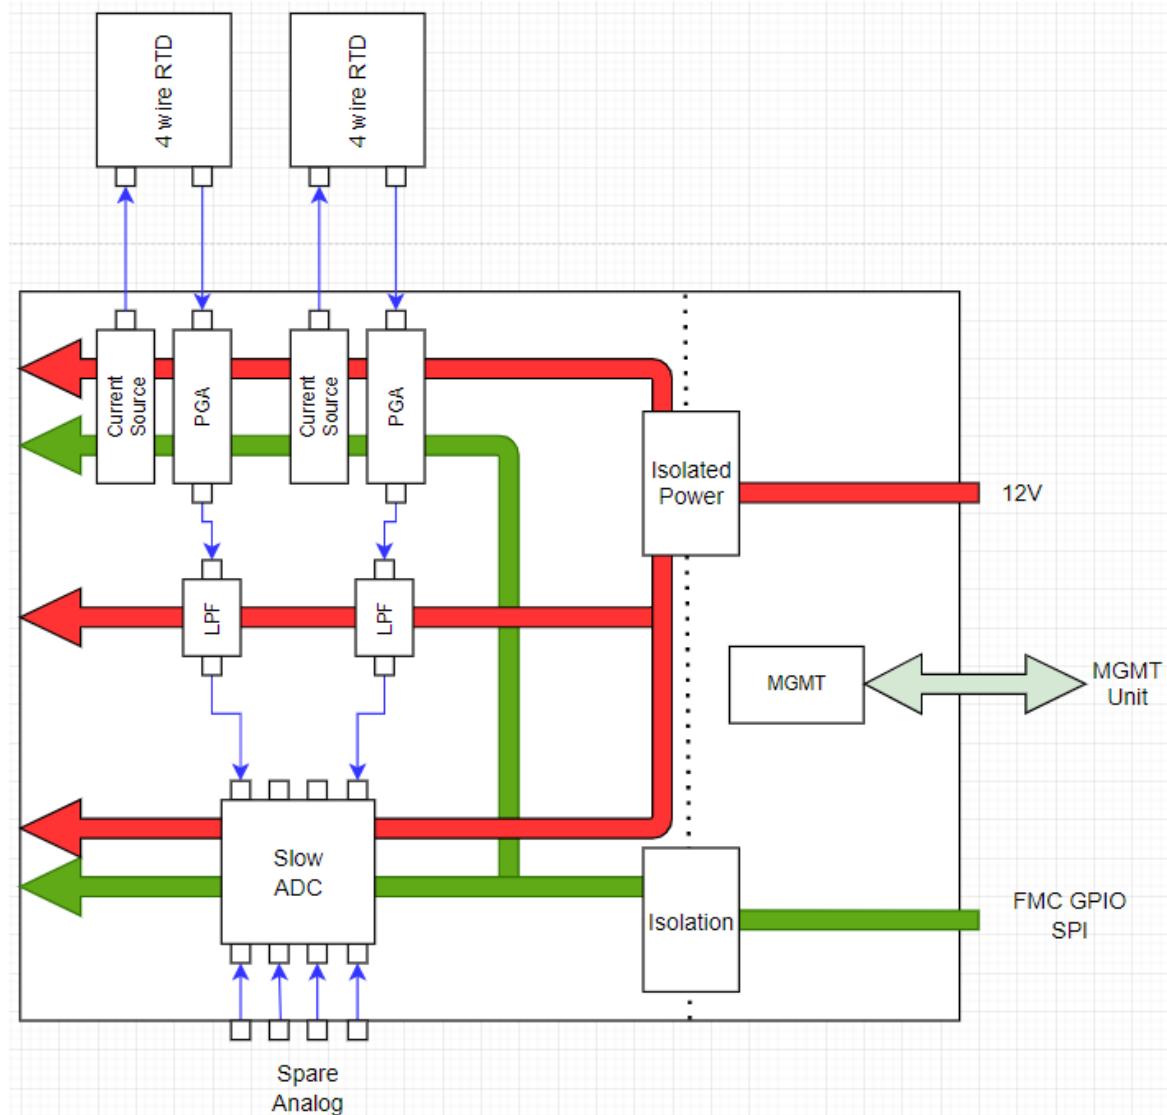 4 wire RTD
4 wire RTD
Current
Source
PGA
Current
Source
PGA
Isolated
Power
12V
LPF
LPF
MGMT
MGMT
Unit
Slow
ADC
Isolation
FMC GPIO
SPI
Spare
Analog